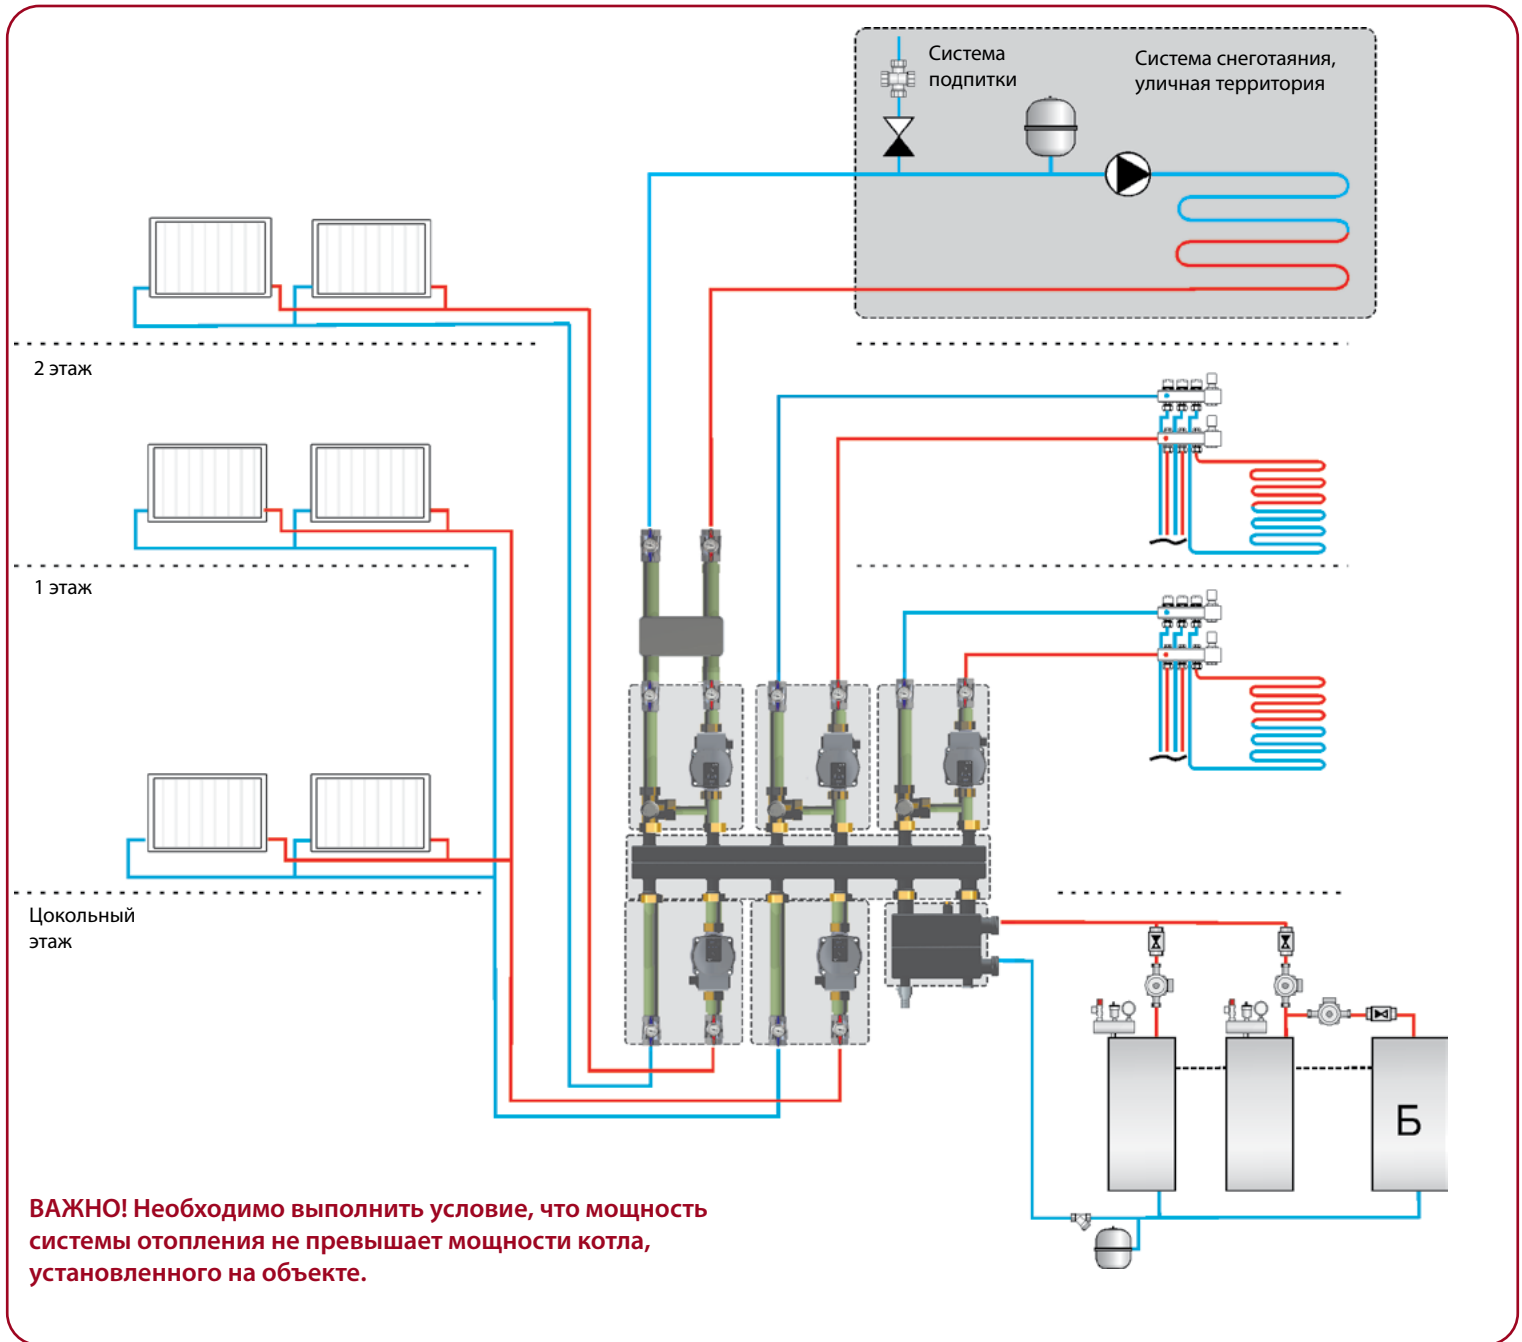 Система
подпитки
Система снеготаяния,
уличная территория
2 этаж
1 этаж
Цокольный
этаж
Б
ВАЖНО! Необходимо выполнить условие, что мощность
системы отопления не превышает мощности котла,
установленного на объекте.